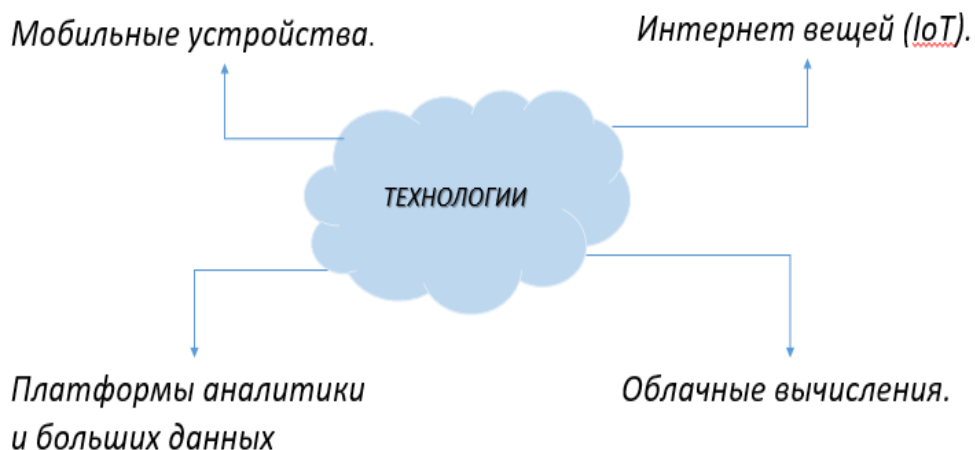 Мобильные устройства.
Интернет вещей (IoT).
ТЕХНОЛОГИИ
Платформы аналитики
и больших данных
Облачные вычисления.